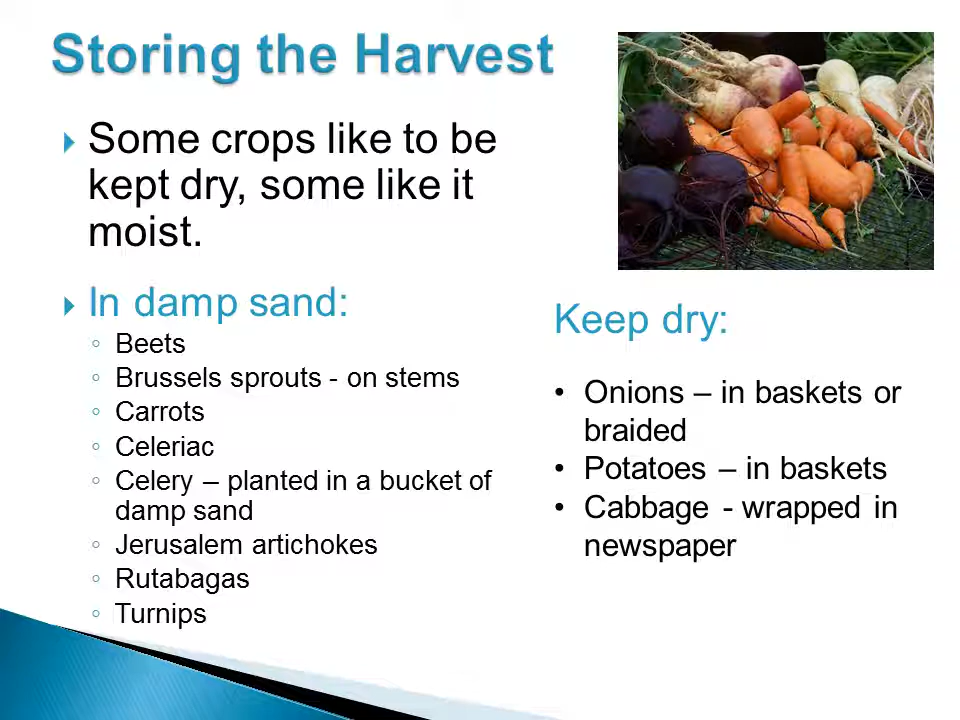 Storing the Harvest
Some crops like to be
kept dry, some like it
moist.
In damp sand:
Beets
Brussels sprouts - on stems
Carrots
Celeriac
Celery – planted in a bucket of
damp sand
Jerusalem artichokes
Rutabagas
Turnips
Keep dry:
• Onions – in baskets or
braided
• Potatoes – in baskets
• Cabbage - wrapped in
newspaper